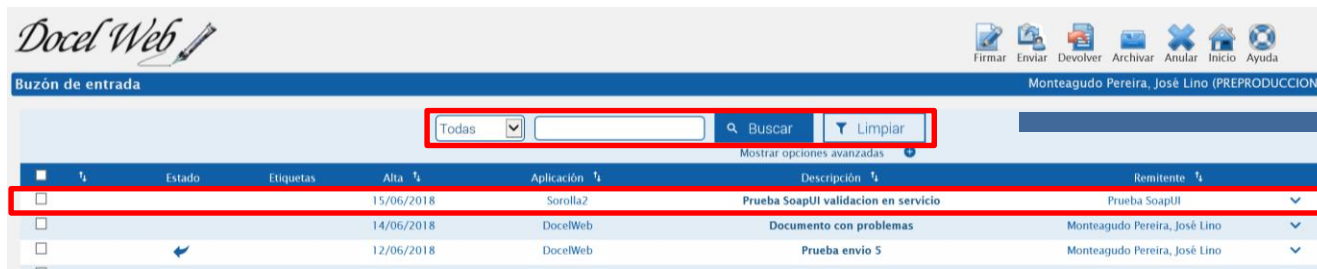 Docel Web
Firmar Enviar Devolver Archivar Anular Inicio Ayuda
Buzón de entrada Monteagudo Pereira, José Lino (PREPRODUCCION
Todas Buscar Limpiar
Mostrar opciones avanzadas
Estado Etiquetas Alta Aplicación Descripción Remitente
15/06/2018 Sorolla2 Prueba SoapUI validacion en servicio Prueba SoapUI
14/06/2018 DocelWeb Documento con problemas Monteagudo Pereira, José Lino
12/06/2018 DocelWeb Prueba envio 5 Monteagudo Pereira, José Lino